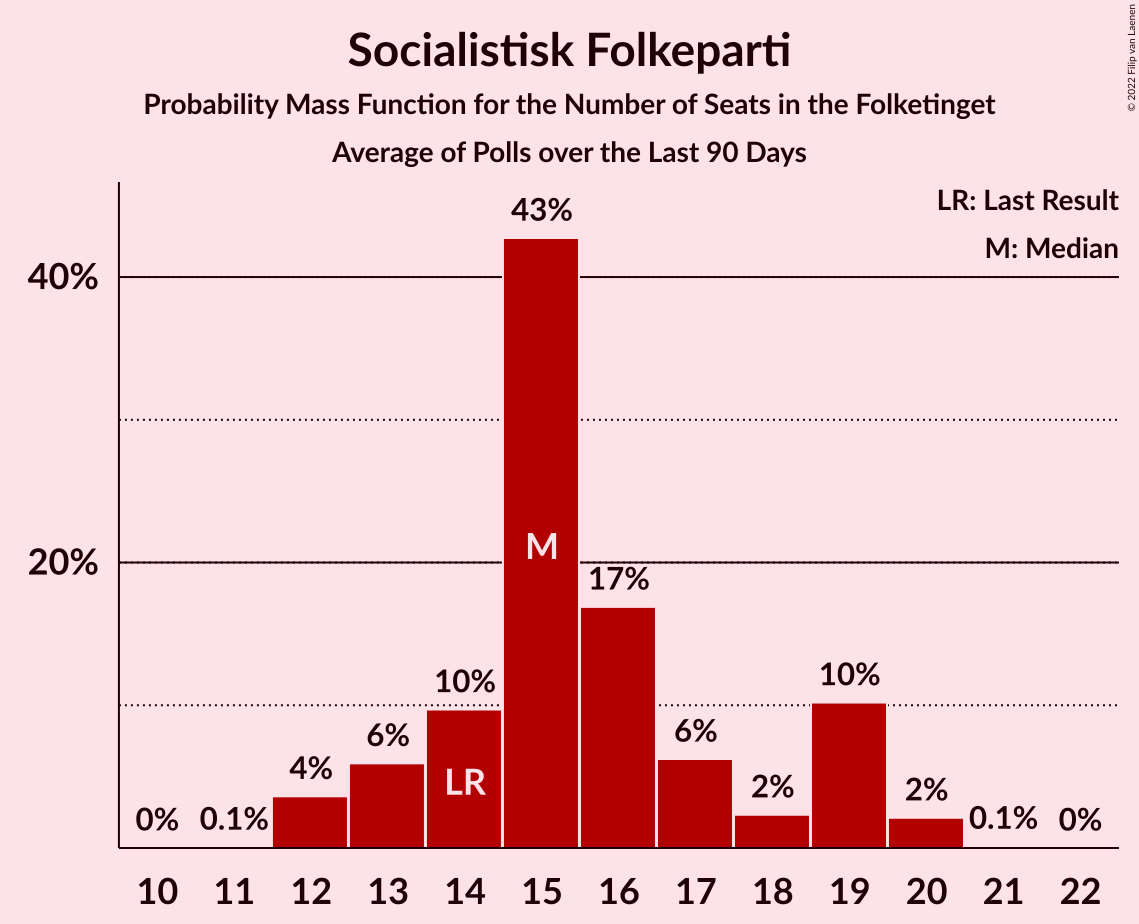 Socialistisk Folkeparti
Probability Mass Function for the Number of Seats in the Folketinget
Average of Polls over the Last 90 Days
© 2022 Filip van Laenen
LR: Last Result
M: Median
40%
20%
0%
0.1%
4%
6%
10%
43%
17%
6%
2%
10%
2%
0.1%
0%
LR
M
10 11 12 13 14 15 16 17 18 19 20 21 22